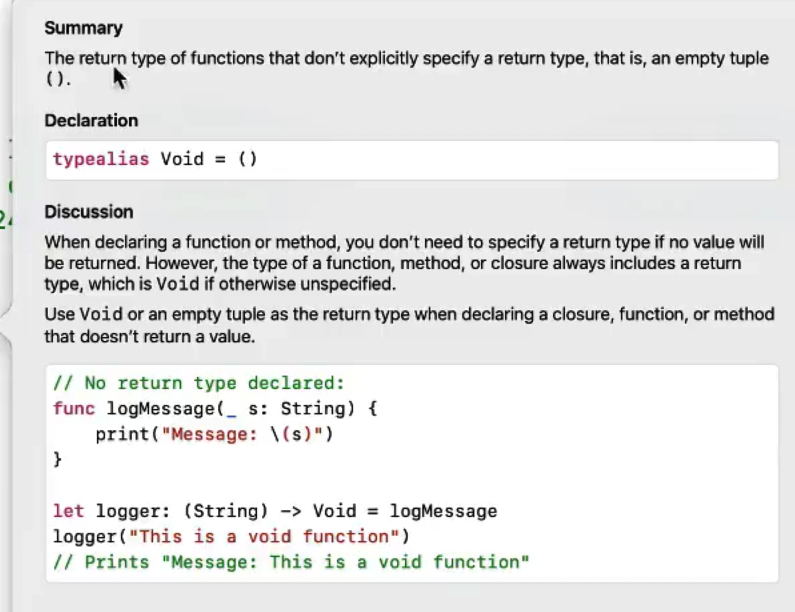 Summary
The return type of functions that don’t explicitly specify a return type, that is, an empty tuple
().
Declaration
typealias Void = ()
Discussion
When declaring a function or method, you don’t need to specify a return type if no value will
be returned. However, the type of a function, method, or closure always includes a return
type, which is Void if otherwise unspecified.
Use Void or an empty tuple as the return type when declaring a closure, function, or method
that doesn’t return a value.
// No return type declared:
func logMessage(_ s: String) {
    print("Message: \(s)")
}
let logger: (String) -> Void = logMessage
logger("This is a void function")
// Prints "Message: This is a void function"